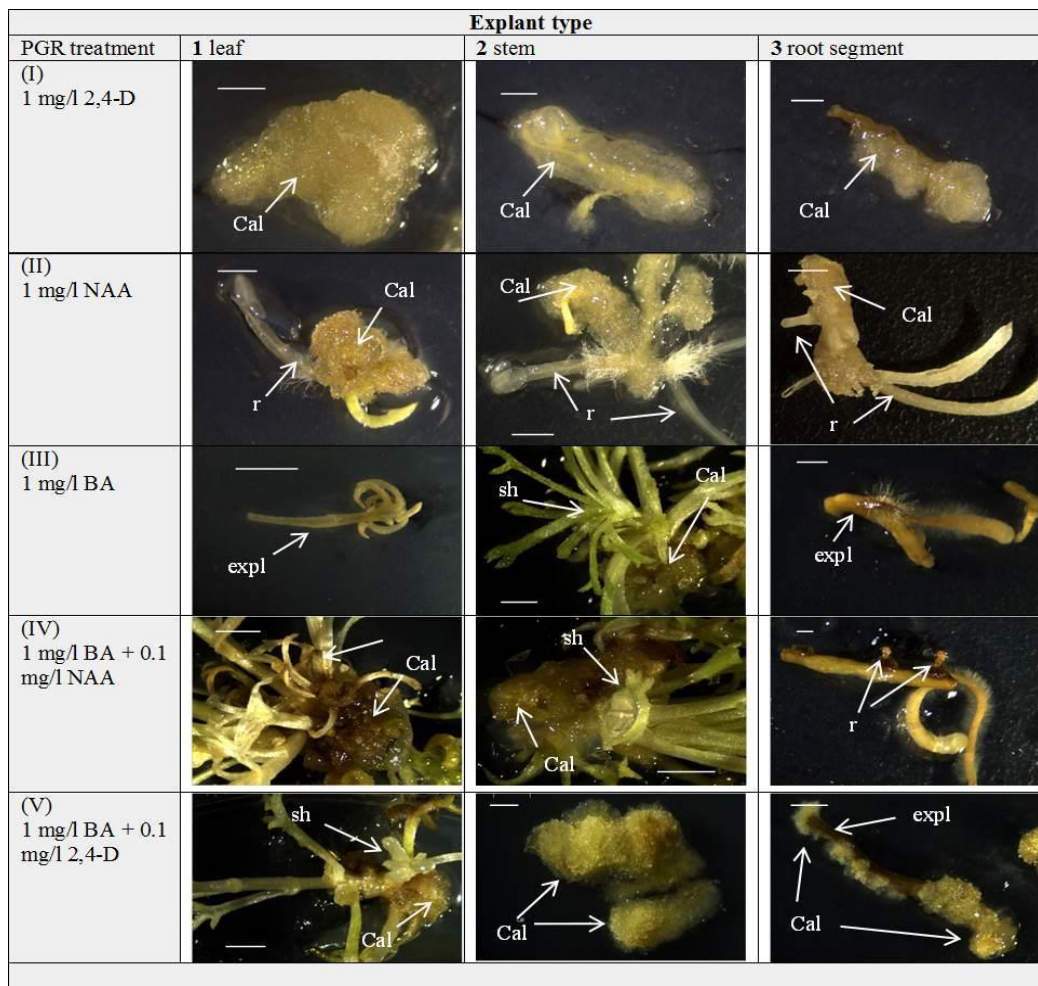 Explant type
PGR treatment
1 leaf
2 stem
3 root segment
(I)
1 mg/l 2,4-D
Cal
Cal
Cal
(II)
1 mg/l NAA
Cal
r
Cal
r
Cal
r
(III)
1 mg/l BA
expl
sh
Cal
expl
(IV)
1 mg/l BA + 0.1
mg/l NAA
Cal
sh
Cal
r
(V)
1 mg/l BA + 0.1
mg/l 2,4-D
sh
Cal
Cal
expl
Cal